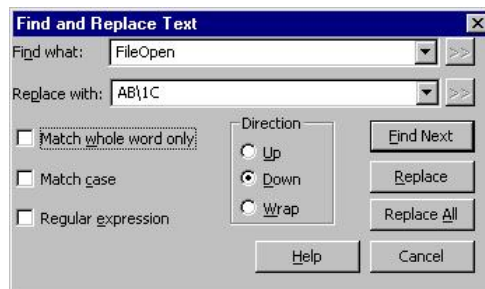 Find and Replace Text
Find what: FileOpen >>
Replace with: AB\1C >>
Match whole word only
Match case
Regular expression
Direction
Up
Down
Wrap
Find Next
Replace
Replace All
Help Cancel